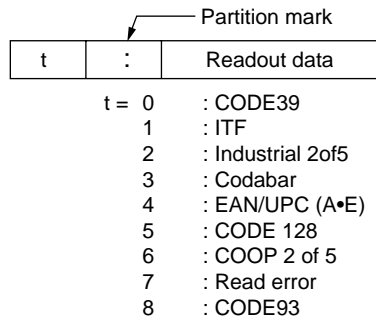 Partition mark
t : Readout data
t = 0 : CODE39
1 : ITF
2 : Industrial 2of5
3 : Codabar
4 : EAN/UPC (A•E)
5 : CODE 128
6 : COOP 2 of 5
7 : Read error
8 : CODE93